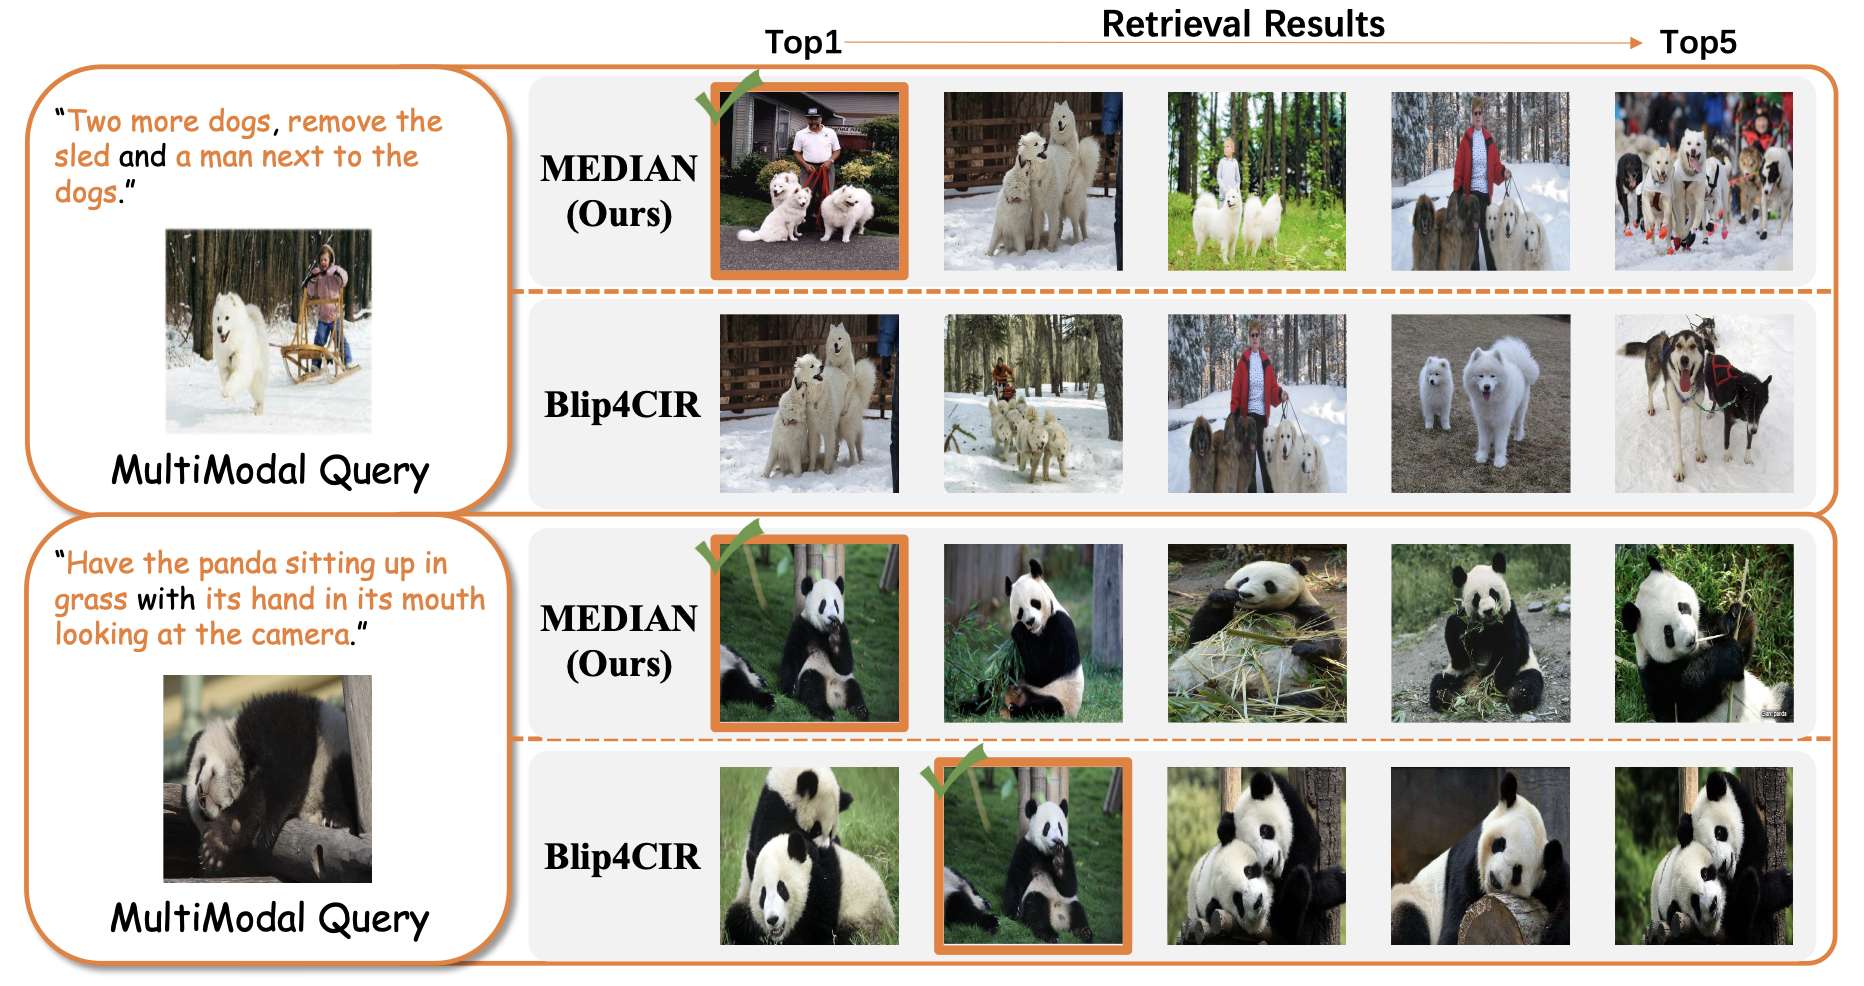 Retrieval Results
Top1
Top5
“Two more dogs, remove the
sled and a man next to the
dogs.”
MultiModal Query
MEDIAN
(Ours)
Blip4CIR
“Have the panda sitting up in
grass with its hand in its mouth
looking at the camera.”
MultiModal Query
MEDIAN
(Ours)
Blip4CIR